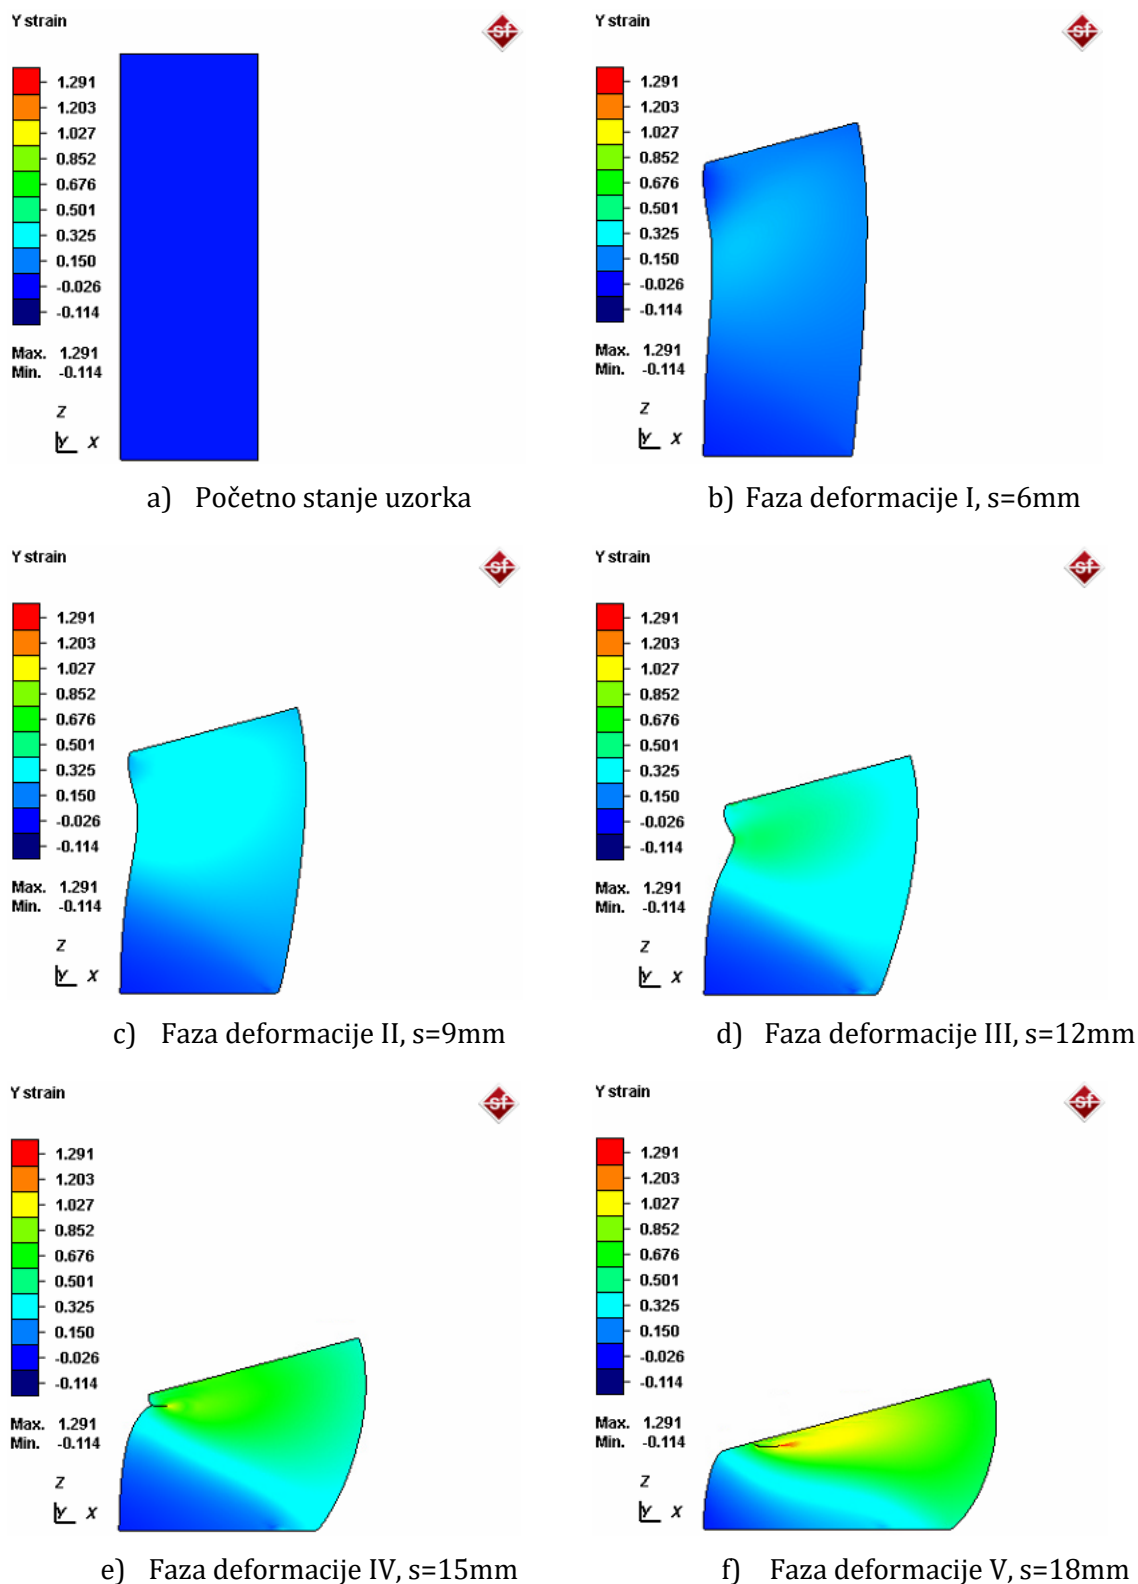 Y strain
sf
1.291
1.203
1.027
0.852
0.676
0.501
0.325
0.150
-0.026
-0.114
Max. 1.291
Min. -0.114
Z
Y X
a) Početno stanje uzorka
Y strain
sf
1.291
1.203
1.027
0.852
0.676
0.501
0.325
0.150
-0.026
-0.114
Max. 1.291
Min. -0.114
Z
Y X
b) Faza deformacije I, s=6mm
Y strain
sf
1.291
1.203
1.027
0.852
0.676
0.501
0.325
0.150
-0.026
-0.114
Max. 1.291
Min. -0.114
Z
Y X
c) Faza deformacije II, s=9mm
Y strain
sf
1.291
1.203
1.027
0.852
0.676
0.501
0.325
0.150
-0.026
-0.114
Max. 1.291
Min. -0.114
Z
Y X
d) Faza deformacije III, s=12mm
Y strain
sf
1.291
1.203
1.027
0.852
0.676
0.501
0.325
0.150
-0.026
-0.114
Max. 1.291
Min. -0.114
Z
Y X
e) Faza deformacije IV, s=15mm
Y strain
sf
1.291
1.203
1.027
0.852
0.676
0.501
0.325
0.150
-0.026
-0.114
Max. 1.291
Min. -0.114
Z
Y X
f) Faza deformacije V, s=18mm